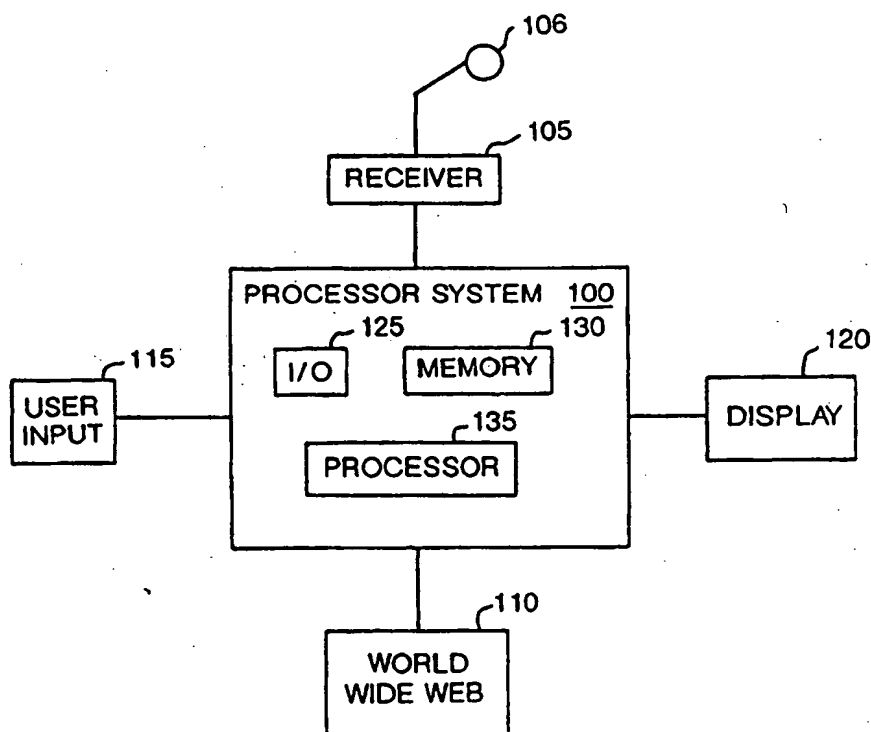 106
105
RECEIVER
PROCESSOR SYSTEM 100
125
130
I/O
MEMORY
115
USER
INPUT
120
DISPLAY
135
PROCESSOR
110
WORLD
WIDE WEB